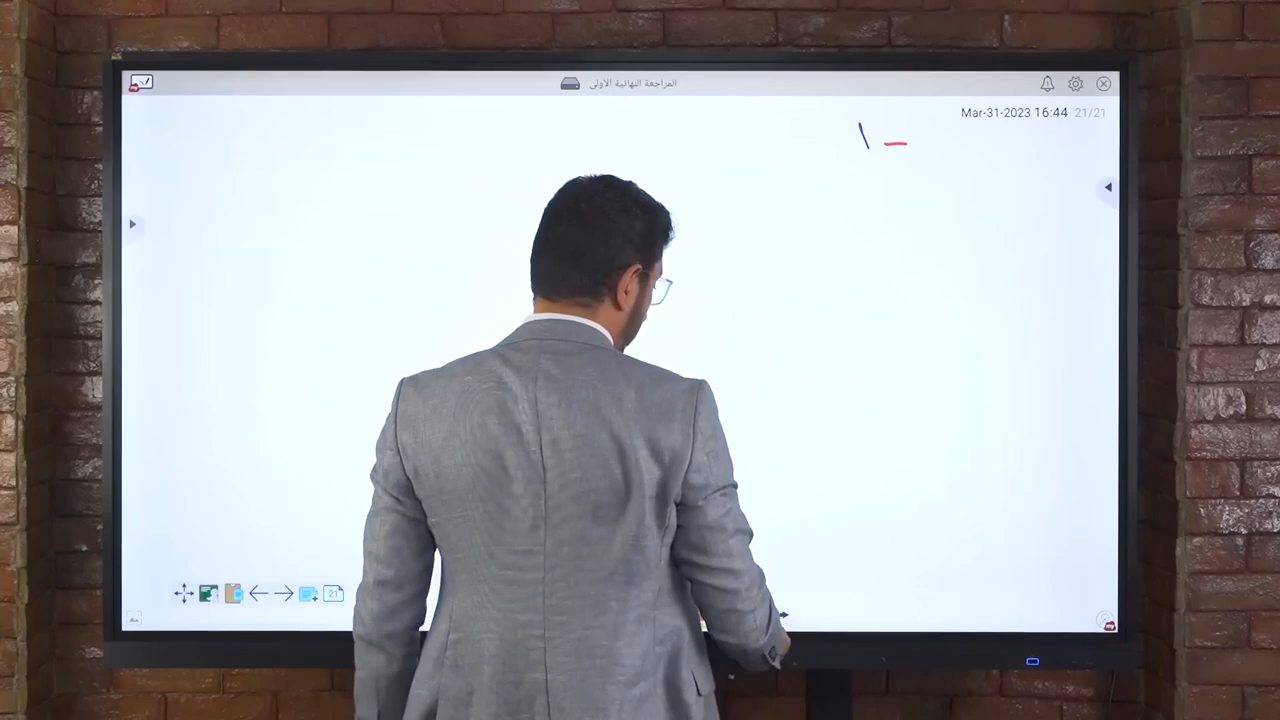 المراجعة النهائية الأولى
Mar-31-2023 16:44 21/21
\ –
21